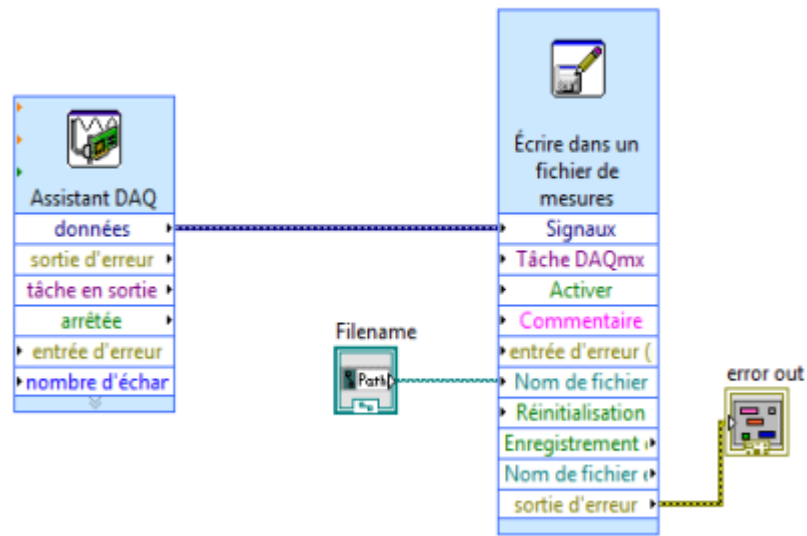 Assistant DAQ
données
sortie d'erreur
tâche en sortie
arrêtée
entrée d'erreur
nombre d'échar
Filename
Path
Écrire dans un
fichier de
mesures
Signaux
Tâche DAQmx
Activer
Commentaire
entrée d'erreur (
Nom de fichier
Réinitialisation
Enregistrement
Nom de fichier
sortie d'erreur
error out